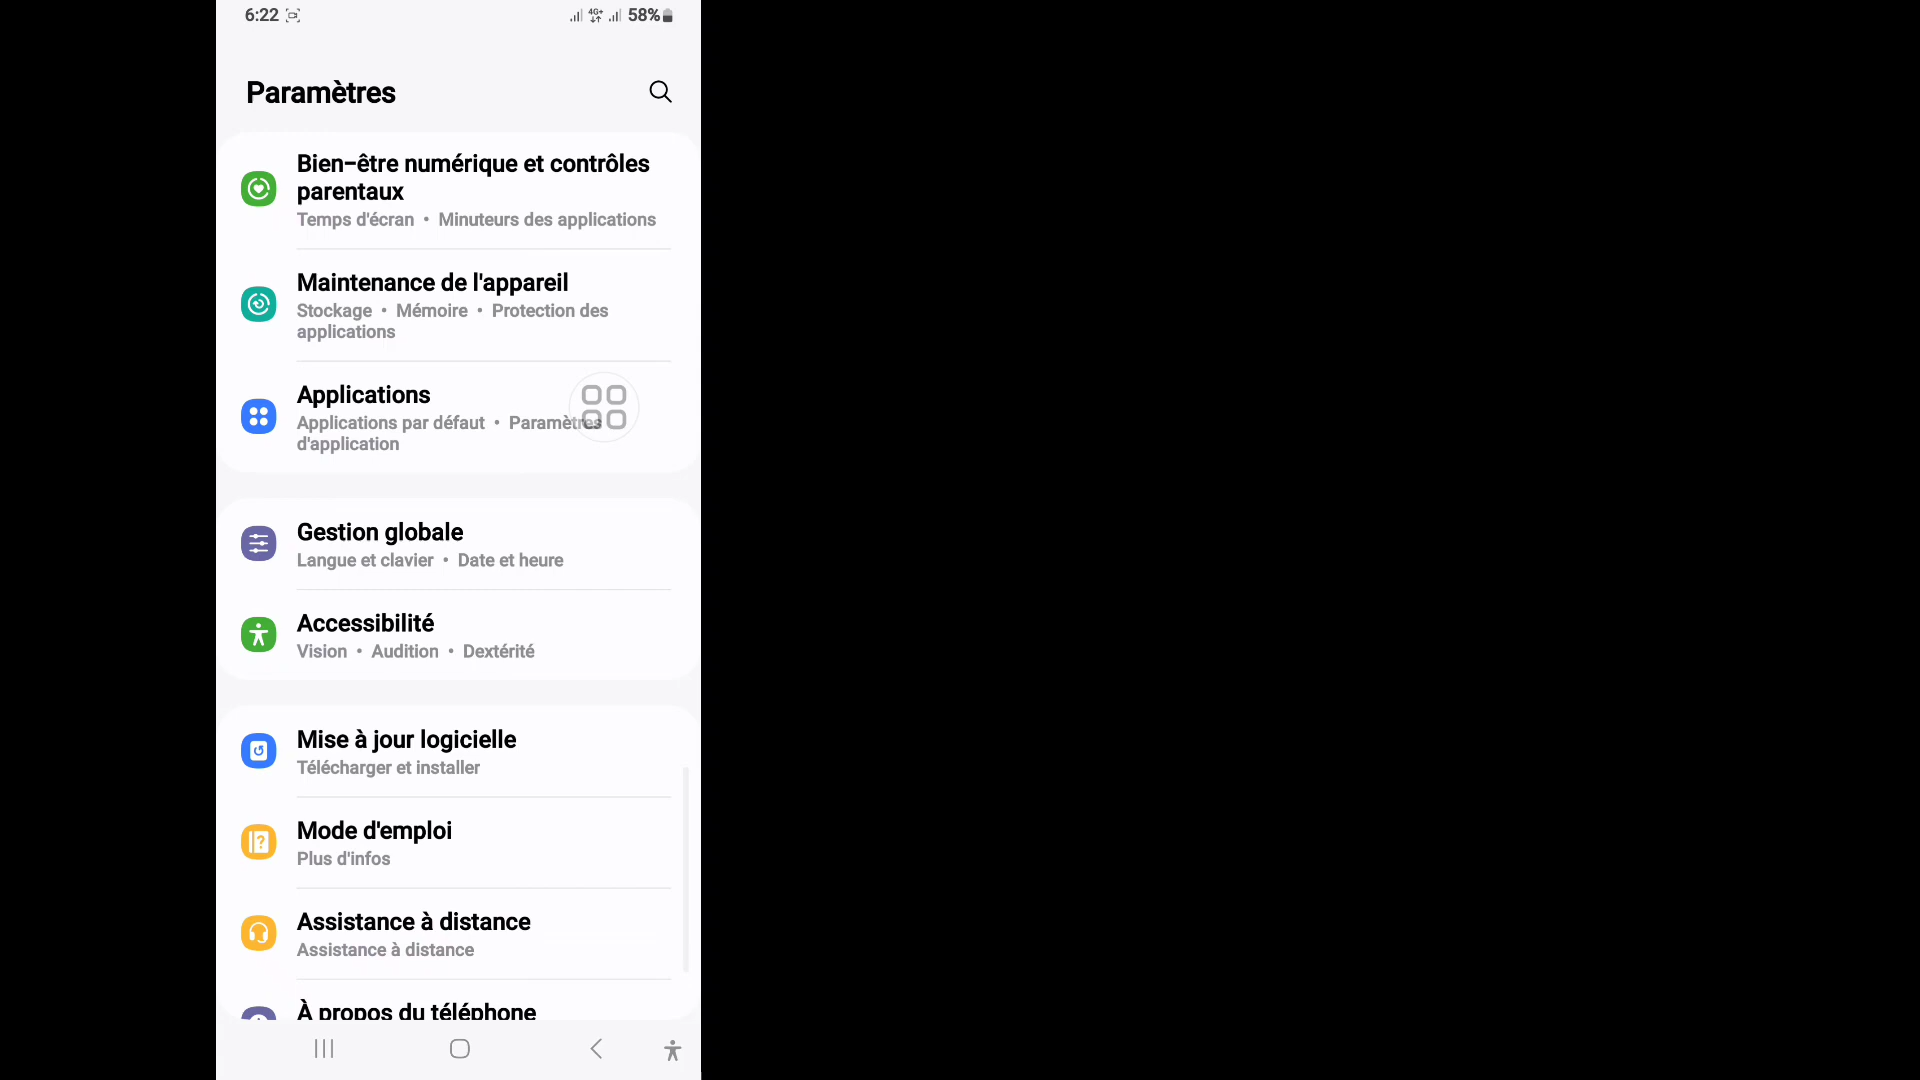 6:22 4G+ 58%
Paramètres
Bien-être numérique et contrôles
parentaux
Temps d'écran • Minuteurs des applications
Maintenance de l'appareil
Stockage • Mémoire • Protection des
applications
Applications
Applications par défaut • Paramètres
d'application
Gestion globale
Langue et clavier • Date et heure
Accessibilité
Vision • Audition • Dextérité
Mise à jour logicielle
Télécharger et installer
Mode d'emploi
Plus d'infos
Assistance à distance
Assistance à distance
À propos du téléphone